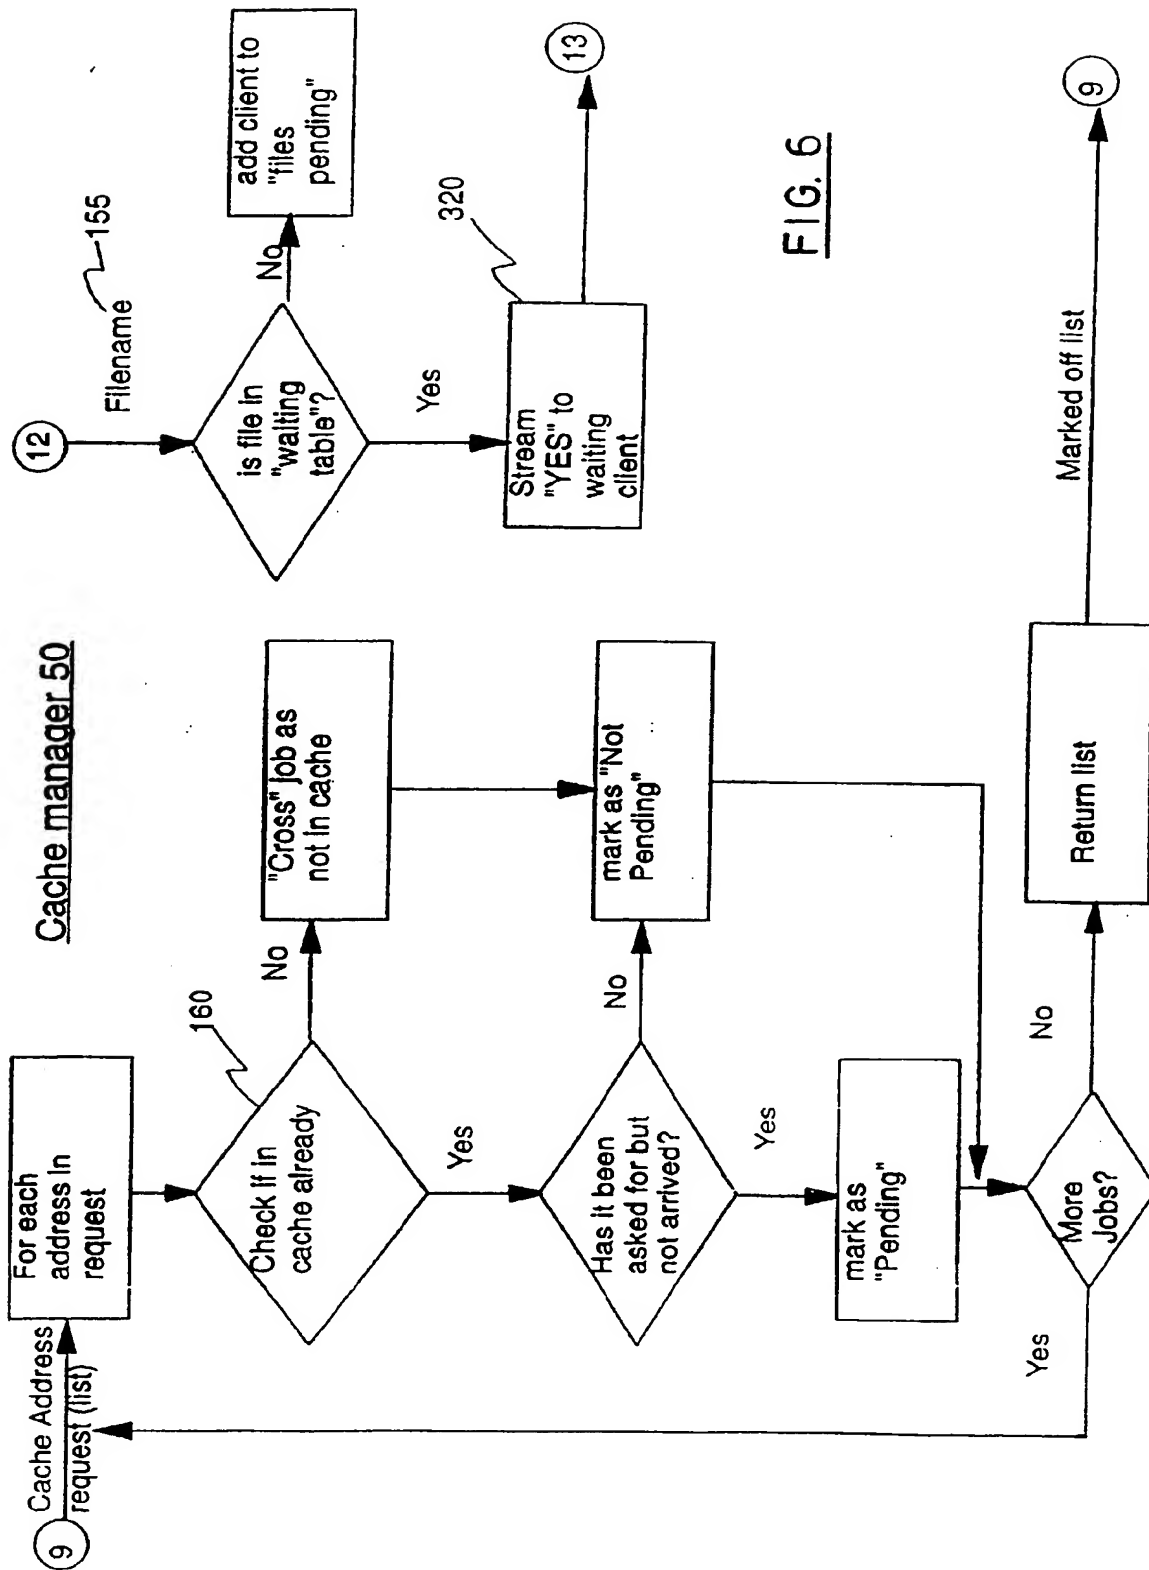 Cache manager 50
9
Cache Address
request (list)
For each
address in
request
160
Check if in
cache already
No
"Cross" job as
not in cache
Yes
Has it been
asked for but
not arrived?
No
mark as "Not
Pending"
Yes
mark as
"Pending"
More
Jobs?
Yes
No
Return list
Marked off list
9
12
Filename
155
is file in
"waiting
table"?
No
add client to
"files
pending"
Yes
320
Stream
"YES" to
waiting
client
13
FIG. 6